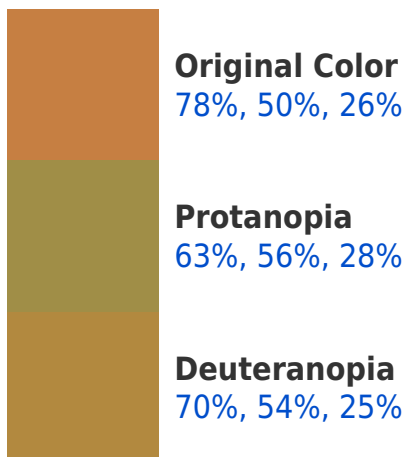 Original Color
78%, 50%, 26%
Protanopia
63%, 56%, 28%
Deuteranopia
70%, 54%, 25%